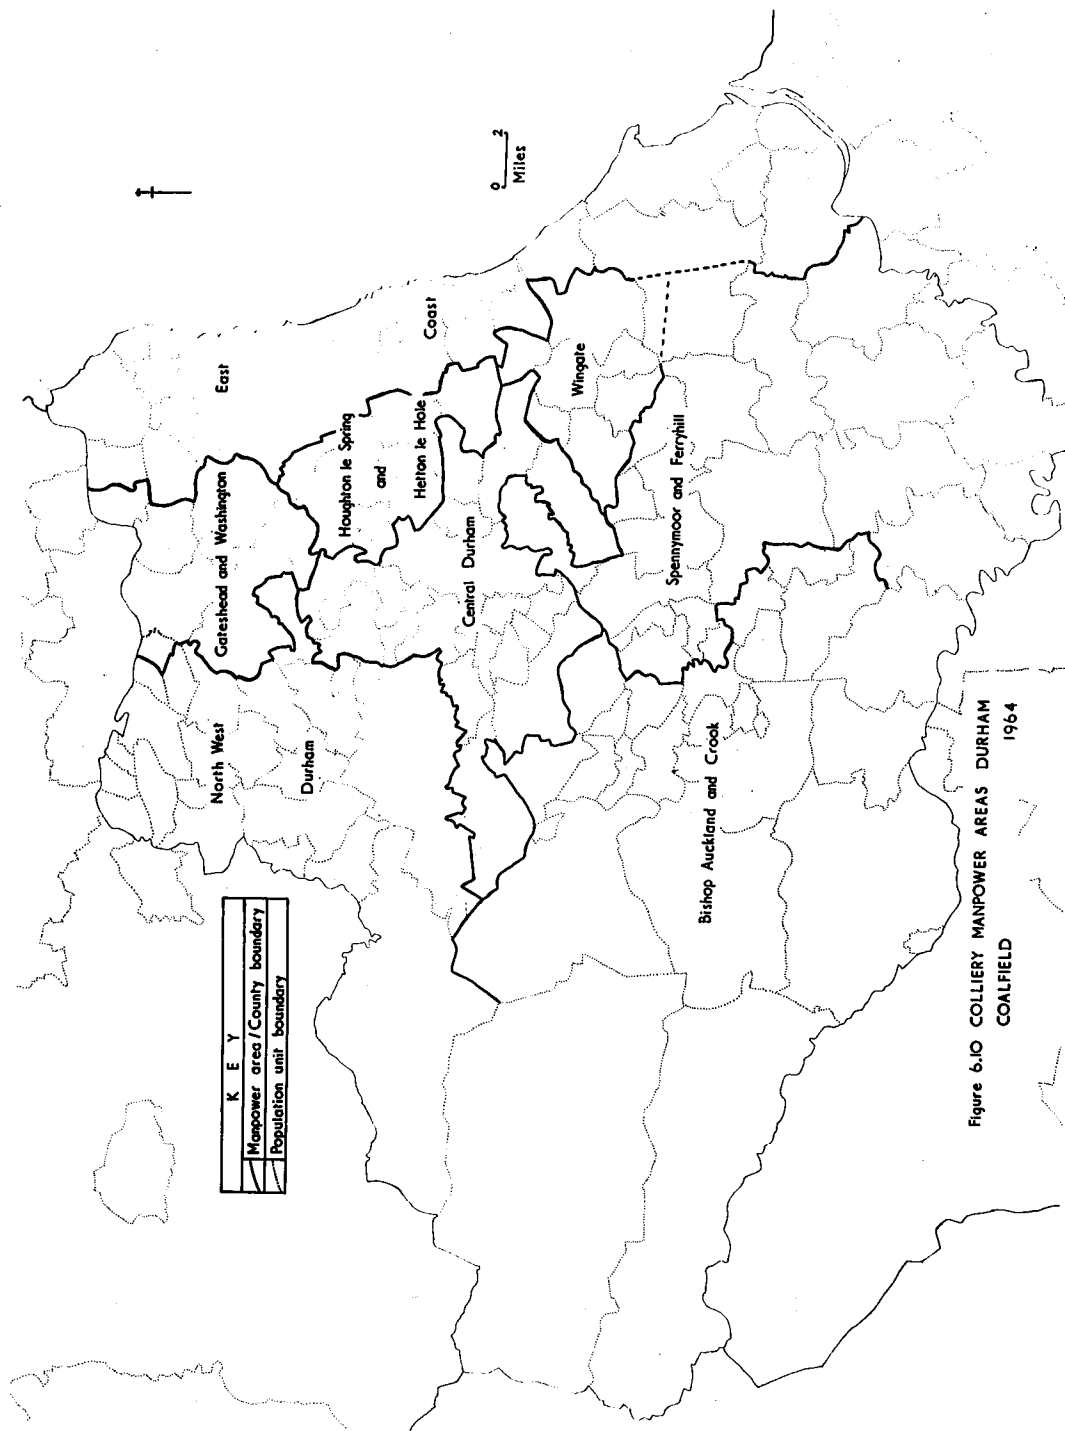 K E Y
Manpower area/County boundary
Population unit boundary
0 2
Miles
North West
Durham
Gateshead and Washington
East
Coast
Houghton le Spring
and
Hetton le Hole
Central Durham
Wingate
Spennymoor and Ferryhill
Bishop Auckland and Crook
Figure 6.10 COLLIERY MANPOWER AREAS DURHAM
COALFIELD 1964